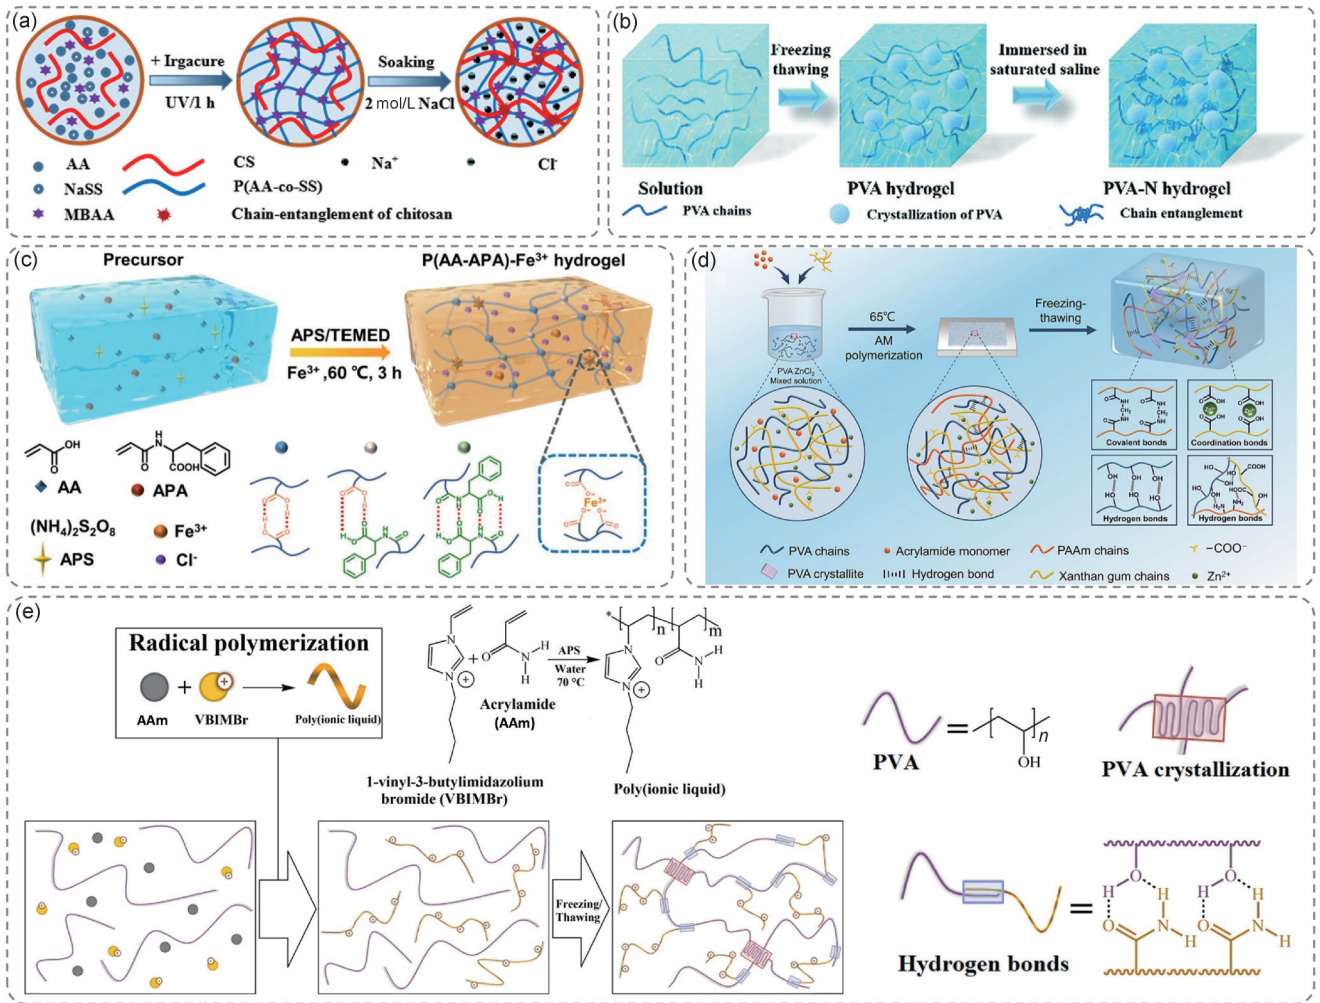 (a)
+ Irgacure
UV/1 h
Soaking
2 mol/L NaCl
AA
CS
Na⁺
Cl⁻
NaSS
P(AA-co-SS)
MBAA
Chain-entanglement of chitosan
(b)
Freezing
thawing
Immersed in
saturated saline
Solution
PVA hydrogel
PVA-N hydrogel
PVA chains
Crystallization of PVA
Chain entanglement
(c)
Precursor
P(AA-APA)-Fe³⁺ hydrogel
APS/TEMED
Fe³⁺ ,60 ℃, 3 h
OH
O
H
N
O
COOH
AA
APA
(NH₄)₂S₂O₈
Fe³⁺
APS
Cl⁻
Fe³⁺
(d)
65℃
AM
polymerization
Freezing-
thawing
PVA ZnCl₂
Mixed solution
Covalent bonds
Coordination bonds
Hydrogen bonds
Hydrogen bonds
PVA chains
Acrylamide monomer
PAAm chains
−COO⁻
PVA crystallite
Hydrogen bond
Xanthan gum chains
Zn²⁺
(e)
Radical polymerization
AAm
VBIMBr
Poly(ionic liquid)
APS
Water
70 °C
Acrylamide
(AAm)
1-vinyl-3-butylimidazolium
bromide (VBIMBr)
Poly(ionic liquid)
PVA
OH
n
PVA crystallization
Freezing/
Thawing
Hydrogen bonds